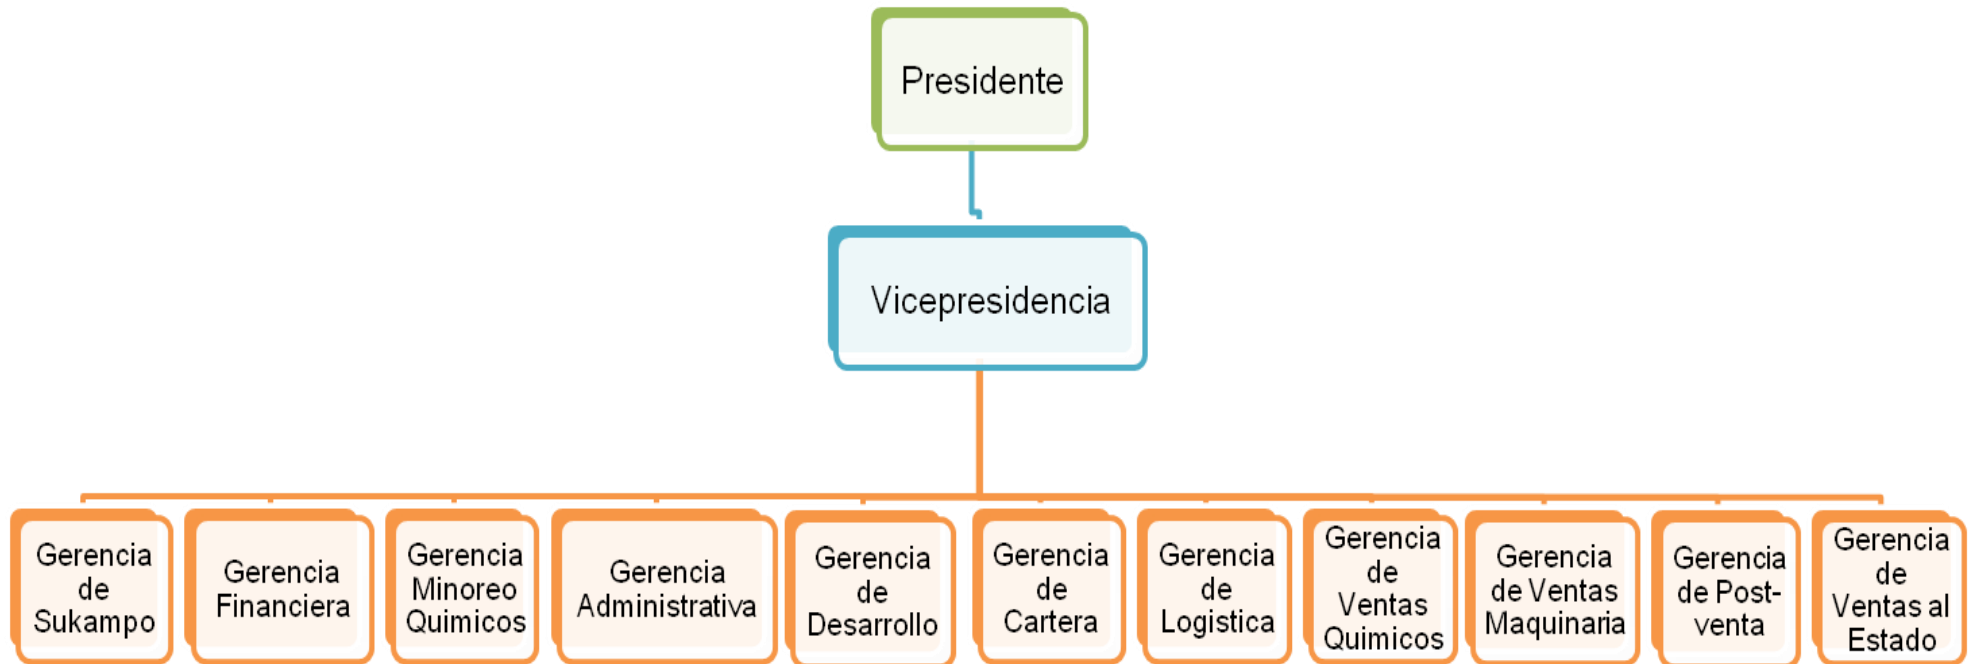 Presidente
Vicepresidencia
Gerencia
de
Sukampo
Gerencia
Financiera
Gerencia
Minoreo
Quimicos
Gerencia
Administrativa
Gerencia
de
Desarrollo
Gerencia
de
Cartera
Gerencia
de
Logistica
Gerencia
de
Ventas
Quimicos
Gerencia
de Ventas
Maquinaria
Gerencia
de Post-
venta
Gerencia
de
Ventas al
Estado